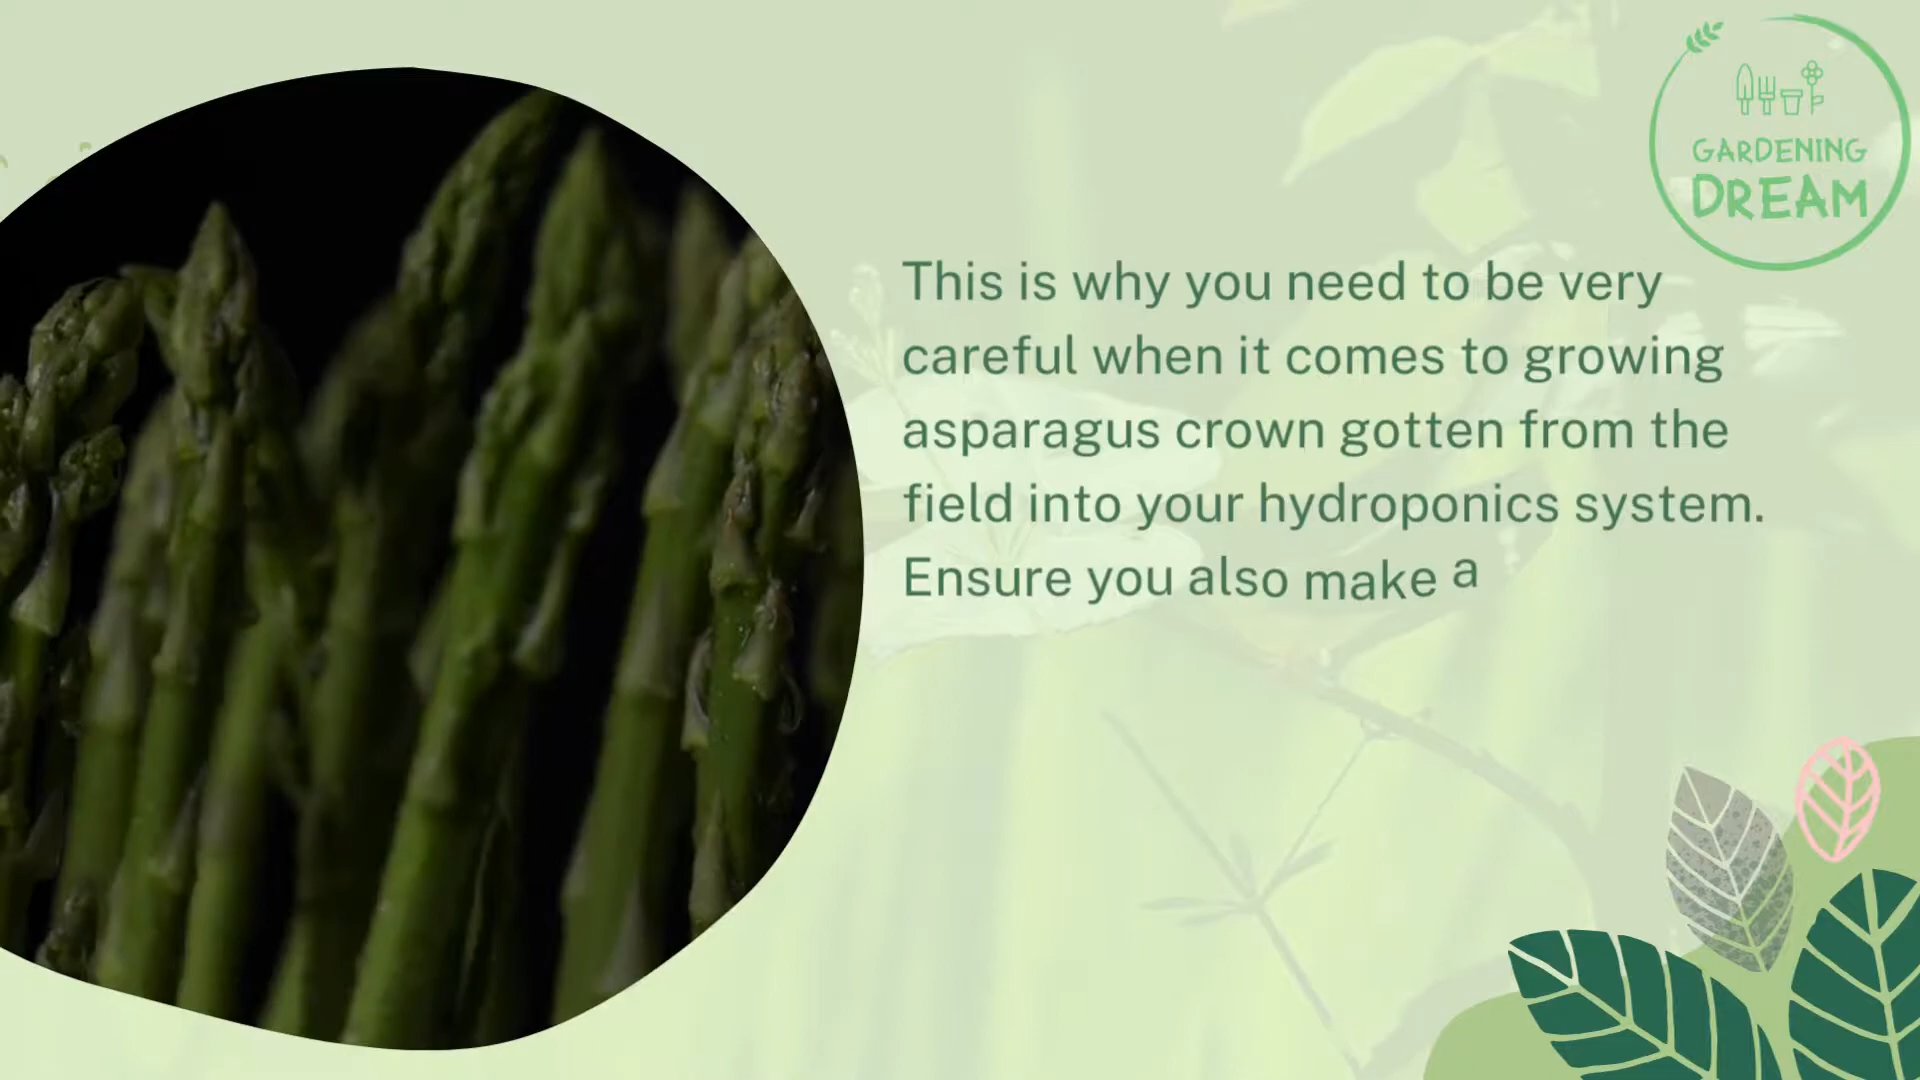 GARDENING
DREAM
This is why you need to be very
careful when it comes to growing
asparagus crown gotten from the
field into your hydroponics system.
Ensure you also make a